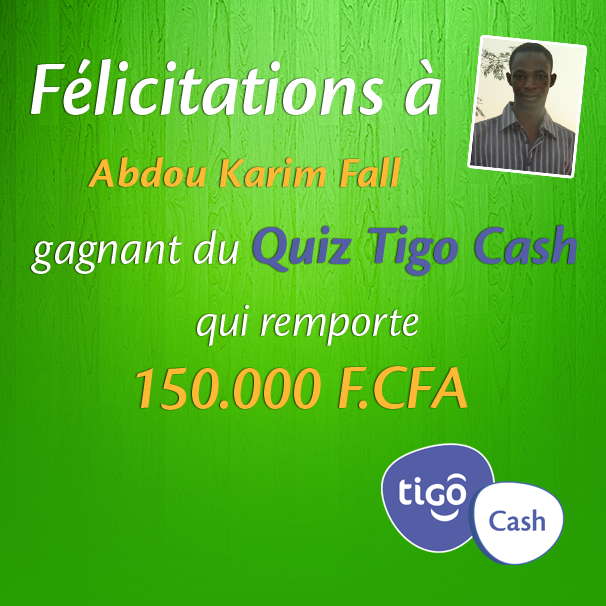 Félicitations à
Abdou Karim Fall
gagnant du Quiz Tigo Cash
qui remporte
150.000 F.CFA
tigo
Cash